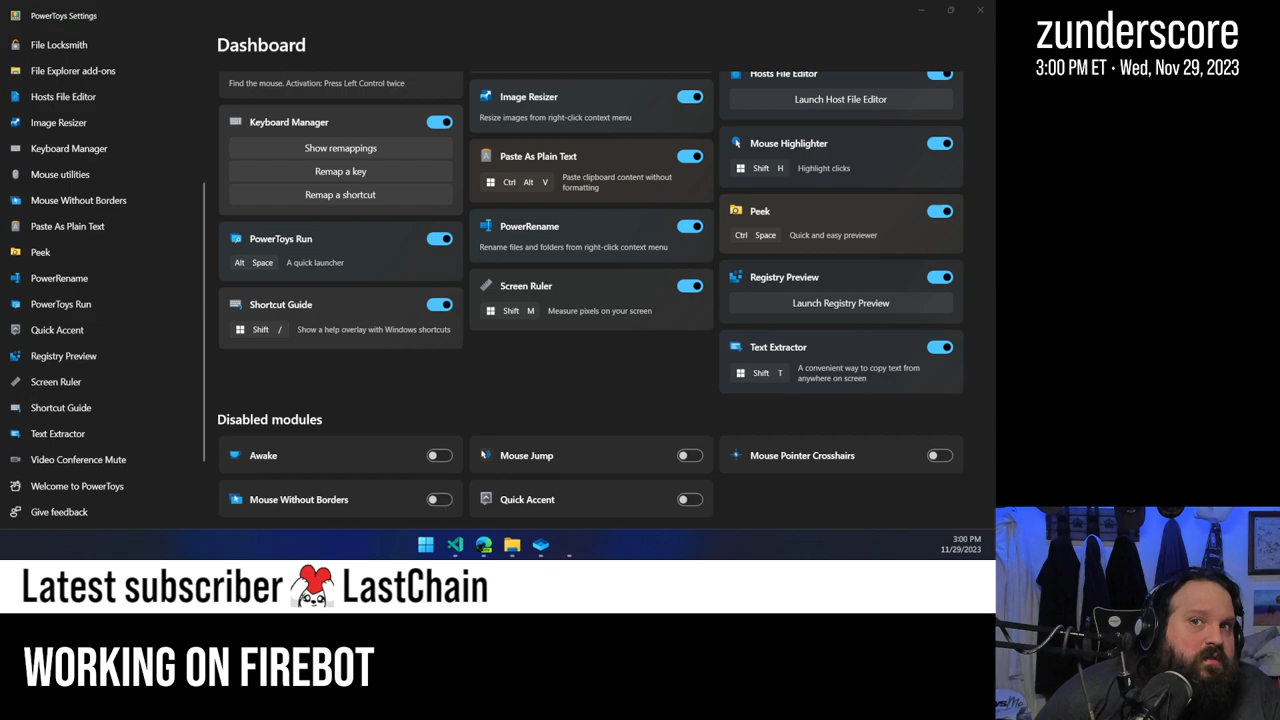 PowerToys Settings
File Locksmith
File Explorer add-ons
Hosts File Editor
Image Resizer
Keyboard Manager
Mouse utilities
Mouse Without Borders
Paste As Plain Text
Peek
PowerRename
PowerToys Run
Quick Accent
Registry Preview
Screen Ruler
Shortcut Guide
Text Extractor
Video Conference Mute
Welcome to PowerToys
Give feedback
Dashboard
Find the mouse. Activation: Press Left Control twice
Keyboard Manager
Show remappings
Remap a key
Remap a shortcut
PowerToys Run
Alt Space A quick launcher
Shortcut Guide
Shift / Show a help overlay with Windows shortcuts
Image Resizer
Resize images from right-click context menu
Paste As Plain Text
Ctrl Alt V Paste clipboard content without
formatting
PowerRename
Rename files and folders from right-click context menu
Screen Ruler
Shift M Measure pixels on your screen
Hosts File Editor
Launch Host File Editor
Mouse Highlighter
Shift H Highlight clicks
Peek
Ctrl Space Quick and easy previewer
Registry Preview
Launch Registry Preview
Text Extractor
Shift T A convenient way to copy text from
anywhere on screen
Disabled modules
Awake
Mouse Jump
Mouse Pointer Crosshairs
Mouse Without Borders
Quick Accent
3:00 PM
11/29/2023
zunderscore
3:00 PM ET · Wed, Nov 29, 2023
Latest subscriber LastChain
WORKING ON FIREBOT